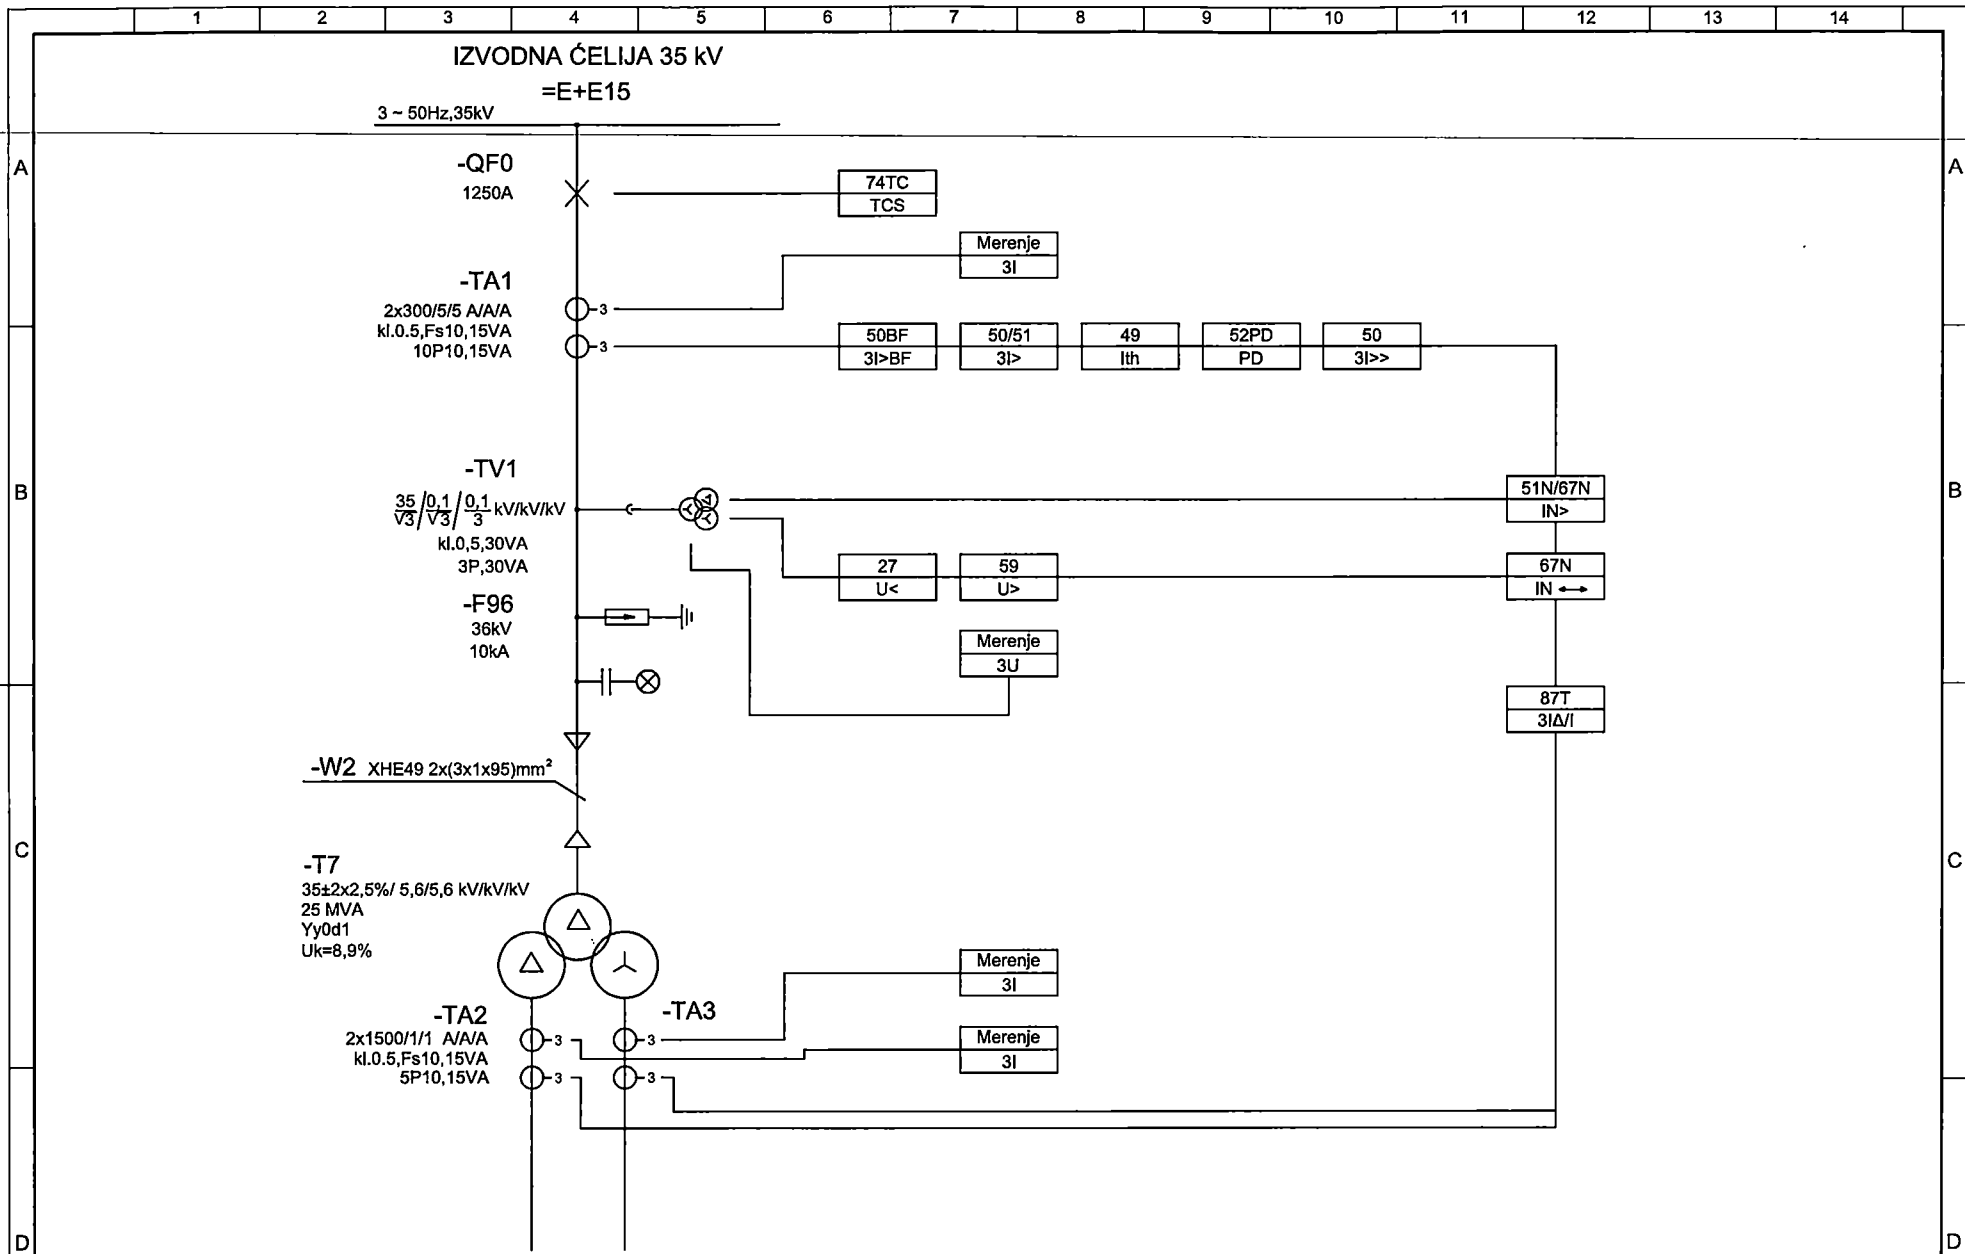 1 2 3 4 5 6 7 8 9 10 11 12 13 14
IZVODNA ĆELIJA 35 kV
=E+E15
3 ~ 50Hz,35kV
A A
-QF0
1250A
74TC
TCS
Merenje
3I
-TA1
2x300/5/5 A/A/A
kl.0.5,Fs10,15VA
10P10,15VA
3
3
50BF
3I>BF
50/51
3I>
49
Ith
52PD
PD
50
3I>>
B B
-TV1
35/√3 / 0,1/√3 / 0,1/3 kV/kV/kV
kl.0,5,30VA
3P,30VA
51N/67N
IN>
27
U<
59
U>
67N
IN ↔
-F96
36kV
10kA
Merenje
3U
87T
3IΔ/I
-W2 XHE49 2x(3x1x95)mm²
C C
-T7
35±2x2,5%/ 5,6/5,6 kV/kV/kV
25 MVA
Yy0d1
Uk=8,9%
Merenje
3I
-TA2
-TA3
2x1500/1/1 A/A/A
kl.0.5,Fs10,15VA
5P10,15VA
3 3
3 3
Merenje
3I
D D